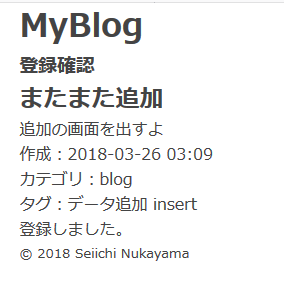 MyBlog
登録確認
またまた追加
追加の画面を出すよ
作成：2018-03-26 03:09
カテゴリ：blog
タグ：データ追加 insert
登録しました。
© 2018 Seiichi Nukayama